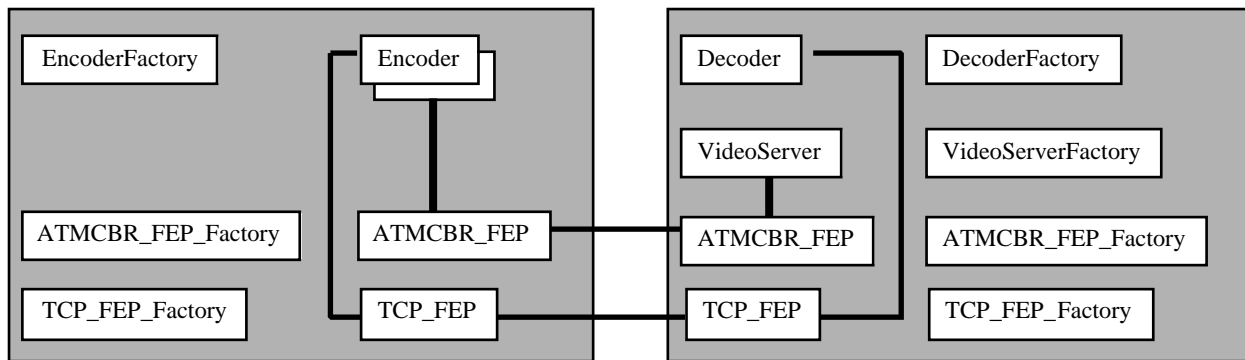 EncoderFactory
Encoder
Decoder
DecoderFactory
VideoServer
VideoServerFactory
ATMCBR_FEP_Factory
ATMCBR_FEP
ATMCBR_FEP
ATMCBR_FEP_Factory
TCP_FEP_Factory
TCP_FEP
TCP_FEP
TCP_FEP_Factory